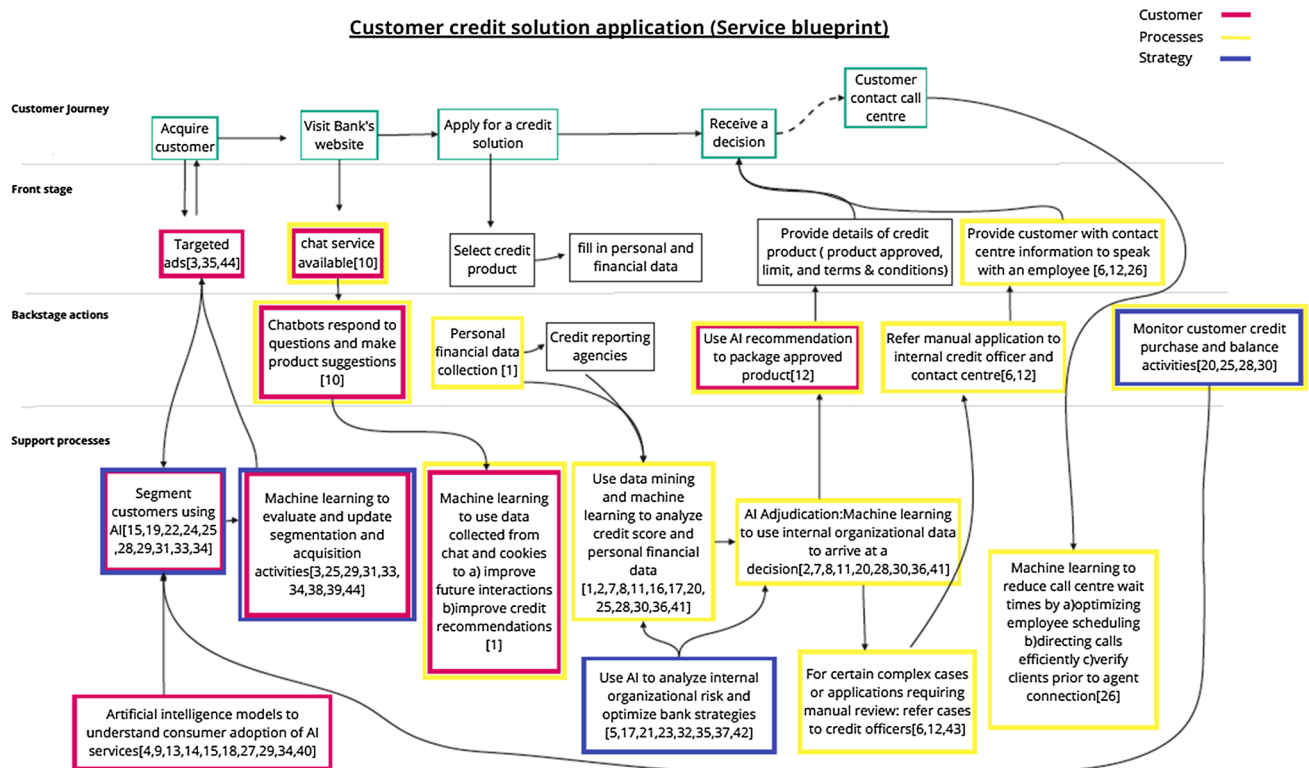 Customer credit solution application (Service blueprint)
Customer
Processes
Strategy
Customer Journey
Acquire
customer
Visit Bank's
website
Apply for a credit
solution
Receive a
decision
Customer
contact call
centre
Front stage
Targeted
ads[3,35,44]
chat service
available[10]
Select credit
product
fill in personal and
financial data
Provide details of credit
product ( product approved,
limit, and terms & conditions)
Provide customer with contact
centre information to speak
with an employee [6,12,26]
Backstage actions
Chatbots respond to
questions and make
product suggestions
[10]
Personal
financial data
collection [1]
Credit reporting
agencies
Use AI recommendation
to package approved
product[12]
Refer manual application to
internal credit officer and
contact centre[6,12]
Monitor customer credit
purchase and balance
activities[20,25,28,30]
Support processes
Segment
customers using
AI[15,19,22,24,25
,28,29,31,33,34]
Machine learning to
evaluate and update
segmentation and
acquisition
activities[3,25,29,31,33,
34,38,39,44]
Machine learning
to use data
collected from
chat and cookies
to a) improve
future interactions
b)improve credit
recommendations
[1]
Use data mining
and machine
learning to analyze
credit score and
personal financial
data
[1,2,7,8,11,16,17,20,
25,28,30,36,41]
AI Adjudication:Machine learning
to use internal organizational data
to arrive at a
decision[2,7,8,11,20,28,30,36,41]
Machine learning to
reduce call centre wait
times by a)optimizing
employee scheduling
b)directing calls
efficiently c)verify
clients prior to agent
connection[26]
Use AI to analyze internal
organizational risk and
optimize bank strategies
[5,17,21,23,32,35,37,42]
For certain complex cases
or applications requiring
manual review: refer cases
to credit officers[6,12,43]
Artificial intelligence models to
understand consumer adoption of AI
services[4,9,13,14,15,18,27,29,34,40]